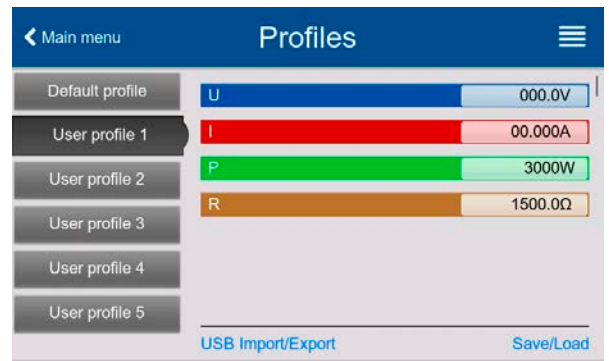 Main menu
Profiles
Default profile
User profile 1
User profile 2
User profile 3
User profile 4
User profile 5
U 000.0V
I 00.000A
P 3000W
R 1500.0Ω
USB Import/Export
Save/Load